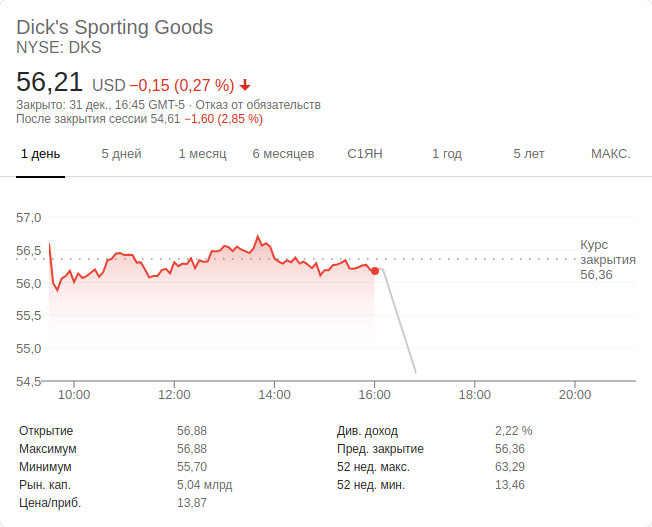 Dick's Sporting Goods
NYSE: DKS
56,21 USD −0,15 (0,27 %)
Закрыто: 31 дек., 16:45 GMT-5 · Отказ от обязательств
После закрытия сессии 54,61 −1,60 (2,85 %)
1 день 5 дней 1 месяц 6 месяцев С1ЯН 1 год 5 лет МАКС.
57,0
56,5
Курс
закрытия
56,36
56,0
55,5
55,0
54,5
10:00 12:00 14:00 16:00 18:00 20:00
Открытие 56,88 Див. доход 2,22 %
Максимум 56,88 Пред. закрытие 56,36
Минимум 55,70 52 нед. макс. 63,29
Рын. кап. 5,04 млрд 52 нед. мин. 13,46
Цена/приб. 13,87